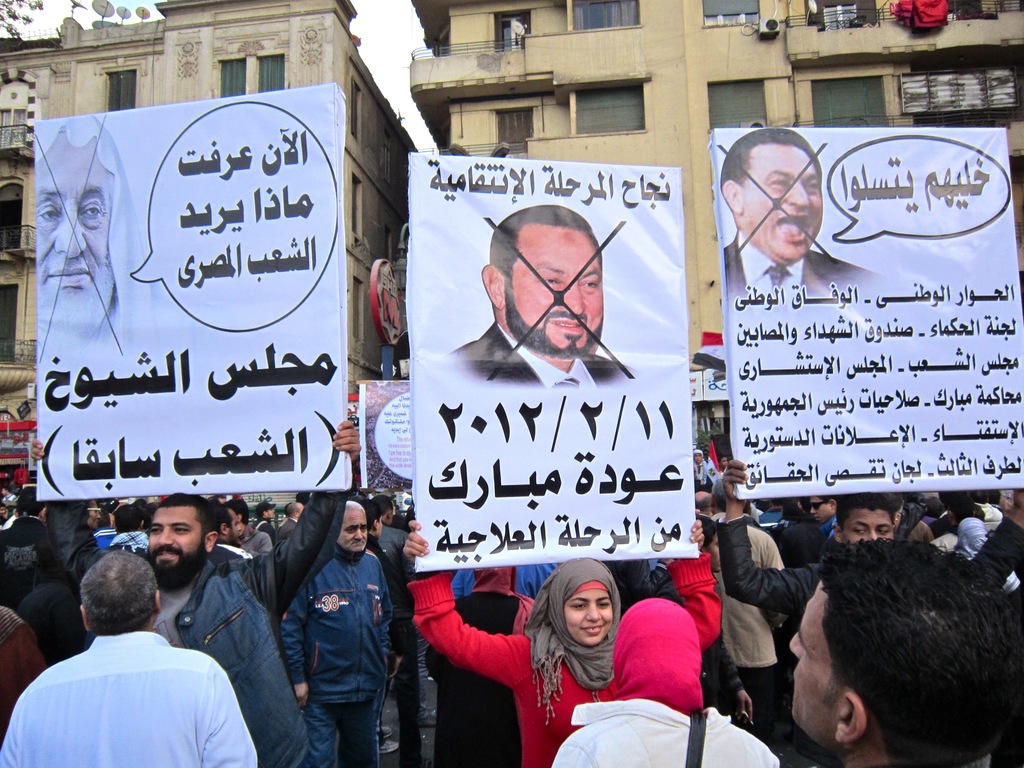 الآن عرفت
ماذا يريد
الشعب المصرى
مجلس الشيوخ
(الشعب سابقا)
نجاح المرحلة الإنتقامية
٢٠١٢/٢/١١
عودة مبارك
من الرحلة العلاجية
خليهم يتسلوا
الحوار الوطنى - الوفاق الوطنى
لجنة الحكماء - صندوق الشهداء والمصابين
مجلس الشعب - المجلس الإستشارى
محاكمة مبارك - صلاحيات رئيس الجمهورية
الإستفتاء - الإعلانات الدستورية
الطرف الثالث - لجان تقصى الحقائق